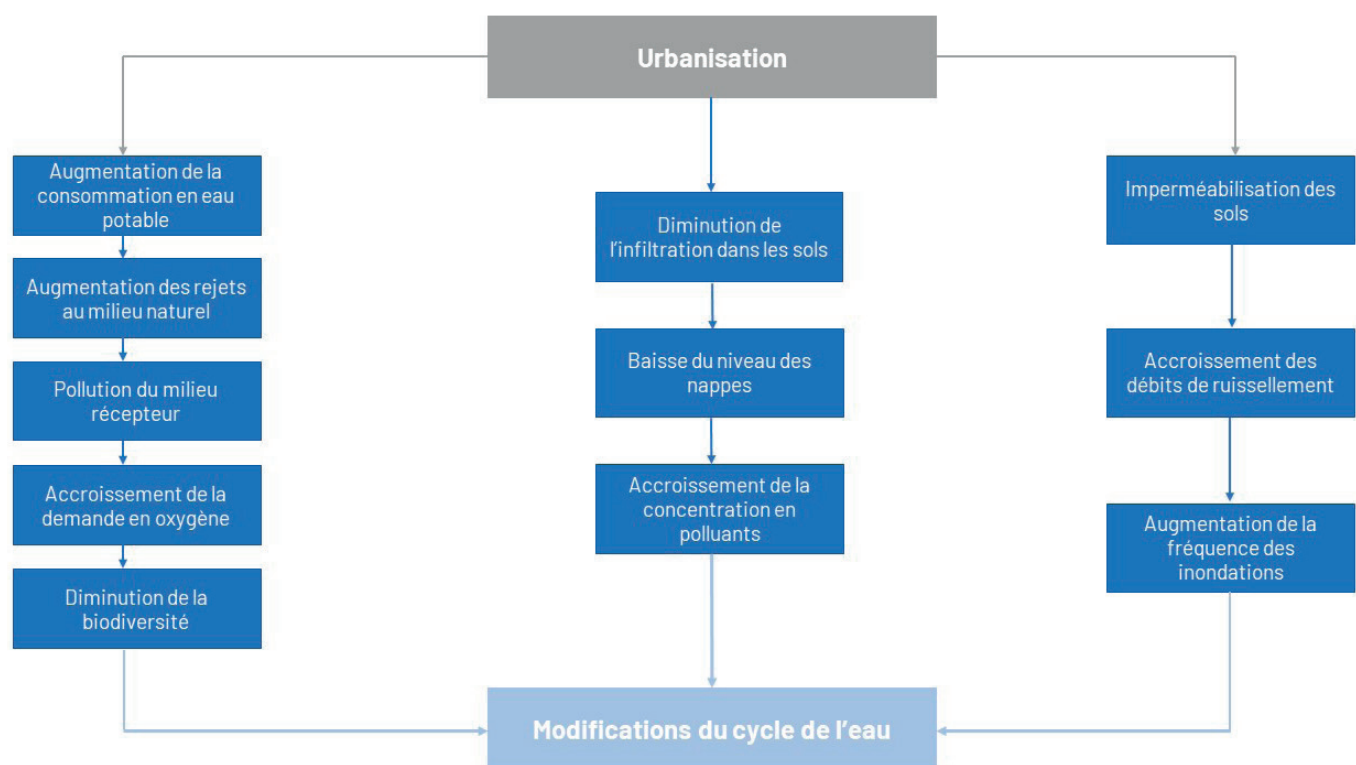 Urbanisation
Augmentation de la
consommation en eau
potable
Augmentation des rejets
au milieu naturel
Pollution du milieu
récepteur
Accroissement de la
demande en oxygène
Diminution de la
biodiversité
Diminution de
l'infiltration dans les sols
Baisse du niveau des
nappes
Accroissement de la
concentration en
polluants
Imperméabilisation des
sols
Accroissement des
débits de ruissellement
Augmentation de la
fréquence des
inondations
Modifications du cycle de l'eau